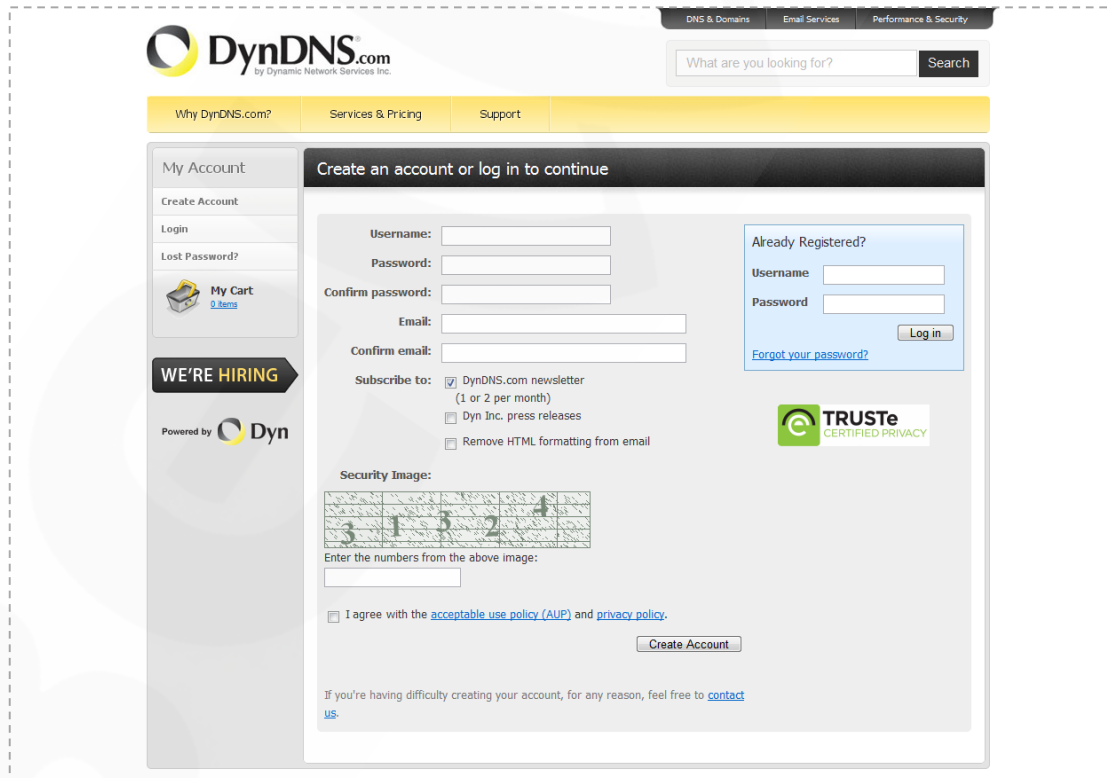 DNS & Domains
Email Services
Performance & Security
DynDNS.com
by Dynamic Network Services Inc.
What are you looking for?
Search
Why DynDNS.com?
Services & Pricing
Support
My Account
Create Account
Login
Lost Password?
My Cart
0 items
WE'RE HIRING
Powered by Dyn
Create an account or log in to continue
Username:
Password:
Confirm password:
Email:
Confirm email:
Subscribe to:
DynDNS.com newsletter
(1 or 2 per month)
Dyn Inc. press releases
Remove HTML formatting from email
Security Image:
3 1 3 2 4
Enter the numbers from the above image:
I agree with the acceptable use policy (AUP) and privacy policy.
Create Account
If you're having difficulty creating your account, for any reason, feel free to contact
us.
Already Registered?
Username
Password
Log in
Forgot your password?
TRUSTe
CERTIFIED PRIVACY